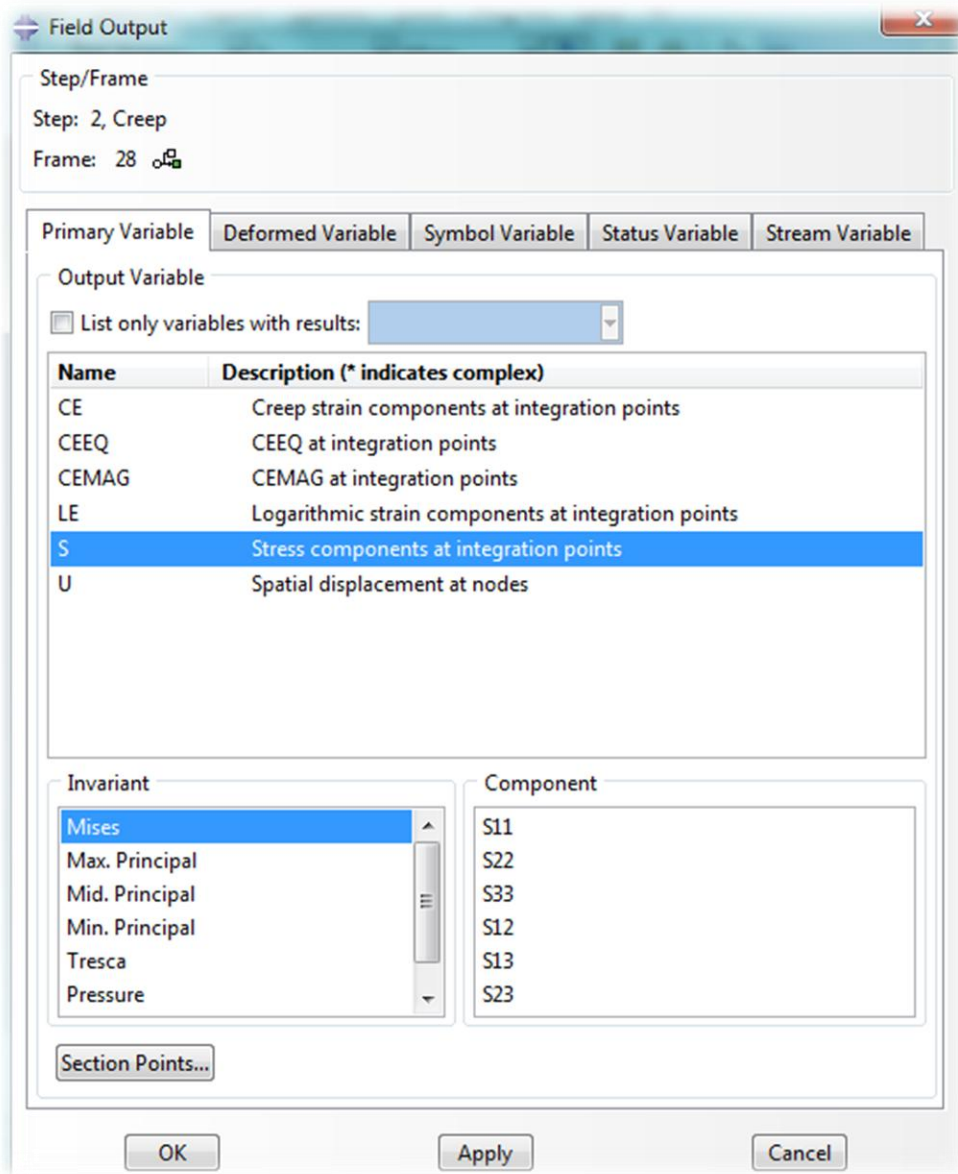 Field Output
Step/Frame
Step: 2, Creep
Frame: 28
Primary Variable Deformed Variable Symbol Variable Status Variable Stream Variable
Output Variable
List only variables with results:
Name Description (* indicates complex)
CE Creep strain components at integration points
CEEQ CEEQ at integration points
CEMAG CEMAG at integration points
LE Logarithmic strain components at integration points
S Stress components at integration points
U Spatial displacement at nodes
Invariant Component
Mises S11
Max. Principal S22
Mid. Principal S33
Min. Principal S12
Tresca S13
Pressure S23
Section Points...
OK Apply Cancel